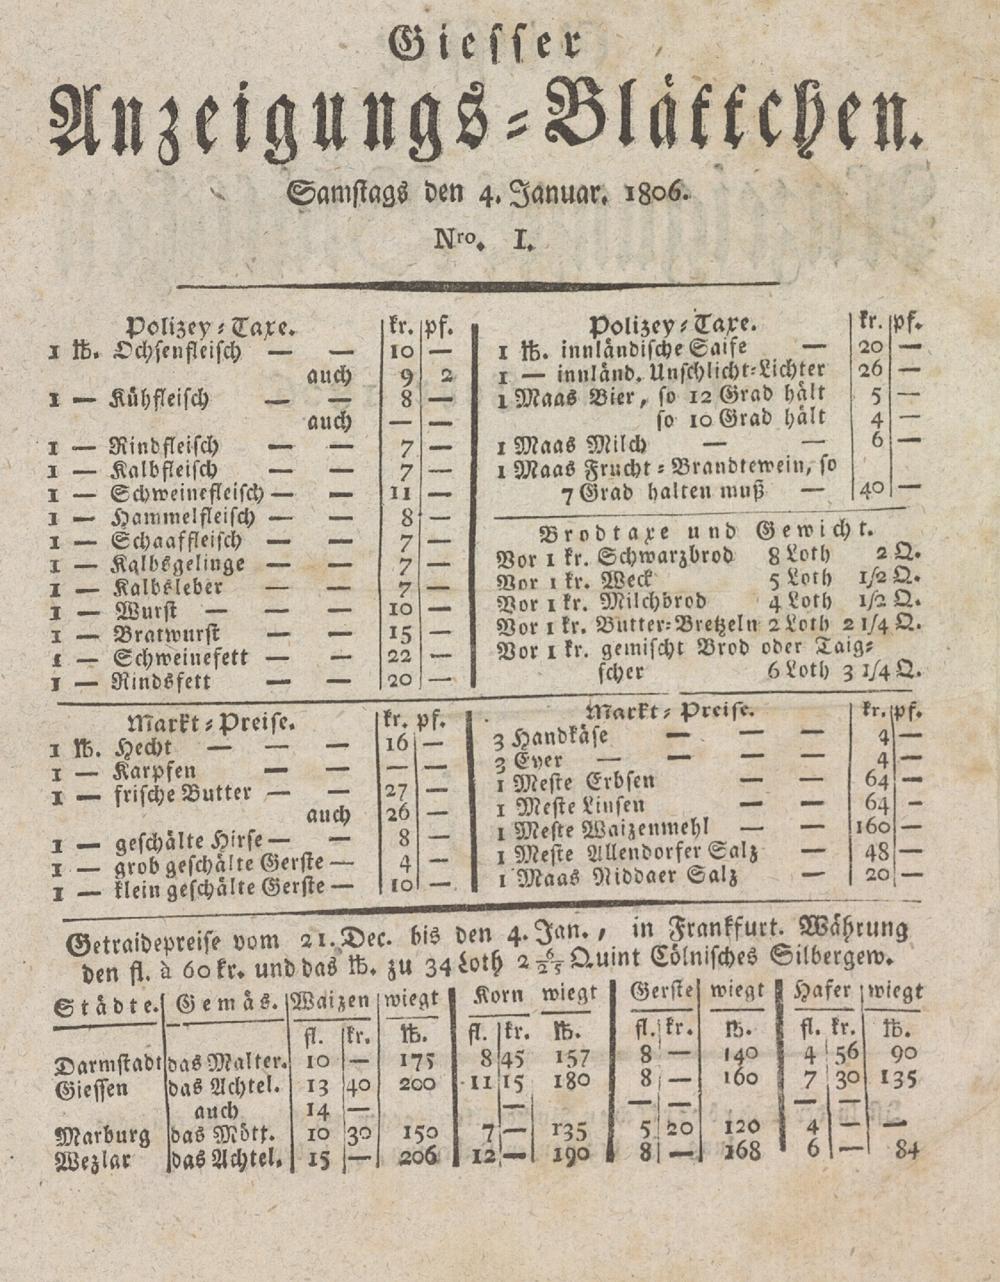 Giesser
Anzeigungs-Blättchen.
Samstags den 4. Januar. 1806.
Nro. I.
Polizey-Taxe. kr. pf.
1 ℔. Ochsenfleisch — — 10 —
auch 9 2
1 — Kühfleisch — — 8 —
auch — —
1 — Rindfleisch — — 7 —
1 — Kalbfleisch — — 7 —
1 — Schweinefleisch — — 11 —
1 — Hammelfleisch — — 8 —
1 — Schaaffleisch — — 7 —
1 — Kalbsgelinge — — 7 —
1 — Kalbsleber — — 7 —
1 — Wurst — — — 10 —
1 — Bratwurst — — 15 —
1 — Schweinefett — — 22 —
1 — Rindsfett — — 20 —
Polizey-Taxe. kr. pf.
1 ℔. innländische Saife — 20 —
1 — innländ. Unschlicht-Lichter 26 —
1 Maas Bier, so 12 Grad hält 5 —
so 10 Grad hält 4 —
1 Maas Milch — — 6 —
1 Maas Frucht-Brandtewein, so
7 Grad halten muß — 40 —
Brodtaxe und Gewicht.
Vor 1 kr. Schwarzbrod 8 Loth 2 Q.
Vor 1 kr. Weck 5 Loth 1/2 Q.
Vor 1 kr. Milchbrod 4 Loth 1/2 Q.
Vor 1 kr. Butter-Bretzeln 2 Loth 2 1/4 Q.
Vor 1 kr. gemischt Brod oder Taig-
scher 6 Loth 3 1/4 Q.
Markt-Preise. kr. pf.
1 ℔. Hecht — — — 16 —
1 — Karpfen — — — —
1 — frische Butter — — 27 —
auch 26 —
1 — geschälte Hirse — — 8 —
1 — grob geschälte Gerste — 4 —
1 — klein geschälte Gerste — 10 —
Markt-Preise. kr. pf.
3 Handkäse — — — 4 —
3 Eyer — — — — 4 —
1 Meste Erbsen — — 64 —
1 Meste Linsen — — 64 -
1 Meste Waizenmehl — — 160 —
1 Meste Allendorfer Salz — 48 —
1 Maas Niddaer Salz — 20 —
Getraidepreise vom 21. Dec. bis den 4. Jan., in Frankfurt. Währung
den fl. à 60 kr. und das ℔. zu 34 Loth 2 6/25 Quint Cölnisches Silbergew.
Städte. Gemäs. Waizen wiegt Korn wiegt Gerste wiegt Hafer wiegt
fl. kr. ℔. fl. kr. ℔. fl. kr. ℔. fl. kr. ℔.
Darmstadt das Malter. 10 — 175 8 45 157 8 — 140 4 56 90
Giessen das Achtel. 13 40 200 11 15 180 8 — 160 7 30 135
auch 14 — — — — — —
Marburg das Mött. 10 30 150 7 — 135 5 20 120 4 — —
Wezlar das Achtel. 15 — 206 12 — 190 8 — 168 6 — 84